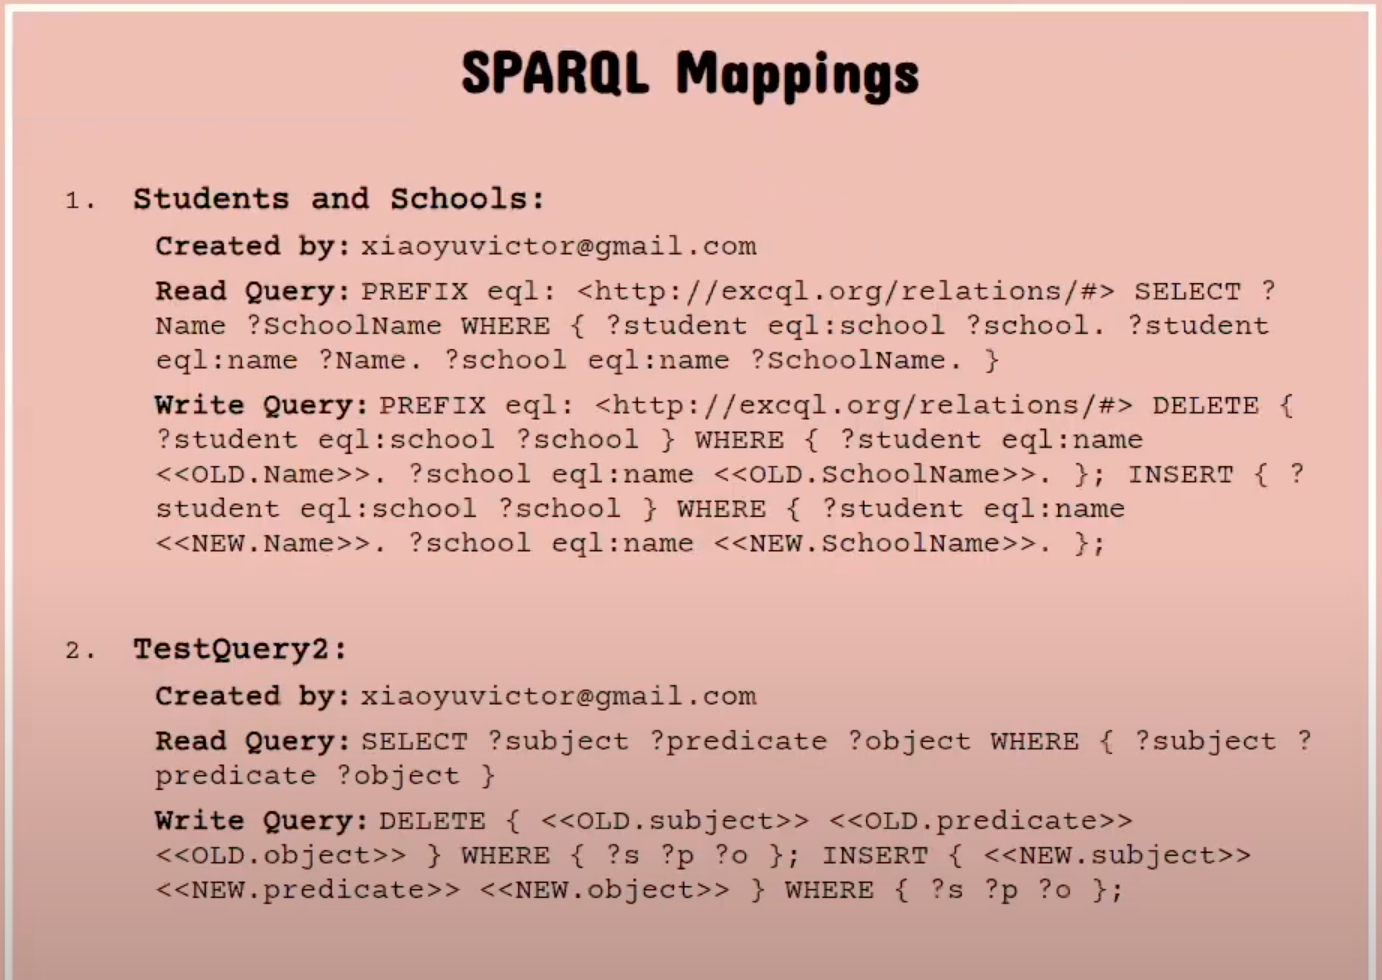 SPARQL Mappings
1. Students and Schools:
Created by: xiaoyuvictor@gmail.com
Read Query: PREFIX eql: <http://excql.org/relations/#> SELECT ?
Name ?SchoolName WHERE { ?student eql:school ?school. ?student
eql:name ?Name. ?school eql:name ?SchoolName. }
Write Query: PREFIX eql: <http://excql.org/relations/#> DELETE {
?student eql:school ?school } WHERE { ?student eql:name
<<OLD.Name>>. ?school eql:name <<OLD.SchoolName>>. }; INSERT { ?
student eql:school ?school } WHERE { ?student eql:name
<<NEW.Name>>. ?school eql:name <<NEW.SchoolName>>. };
2. TestQuery2:
Created by: xiaoyuvictor@gmail.com
Read Query: SELECT ?subject ?predicate ?object WHERE { ?subject ?
predicate ?object }
Write Query: DELETE { <<OLD.subject>> <<OLD.predicate>>
<<OLD.object>> } WHERE { ?s ?p ?o }; INSERT { <<NEW.subject>>
<<NEW.predicate>> <<NEW.object>> } WHERE { ?s ?p ?o };